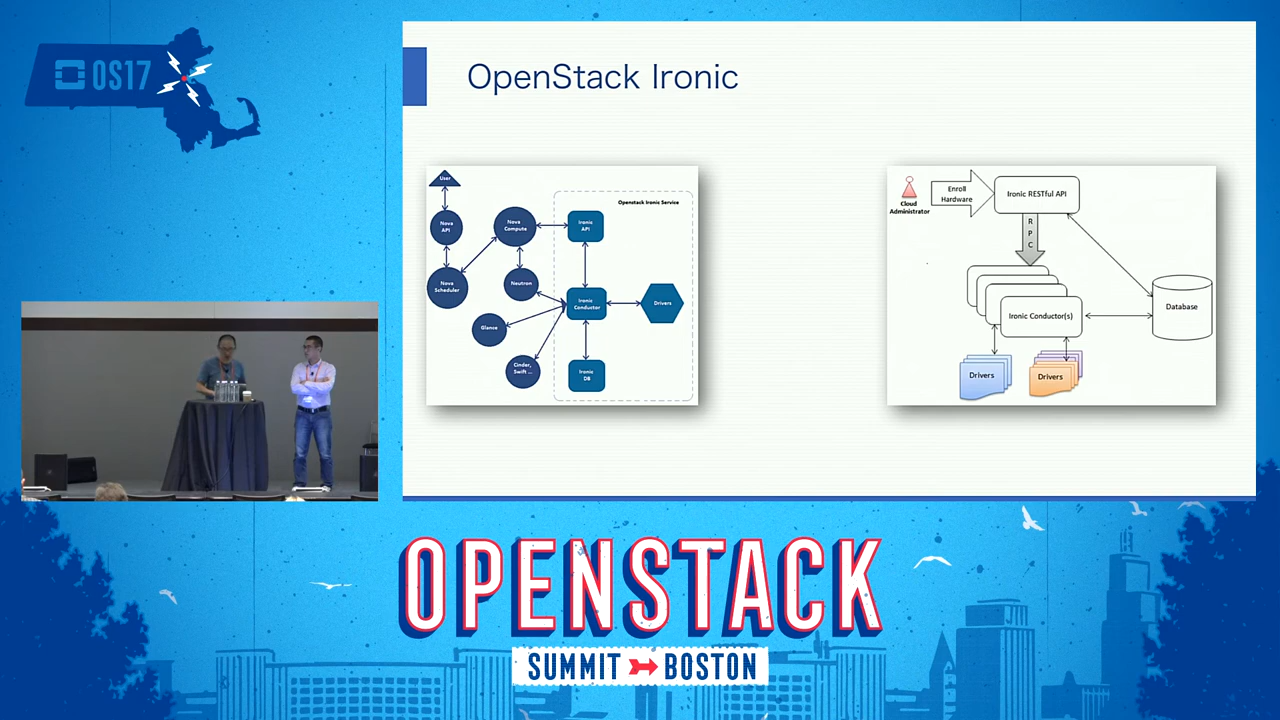 OS17
OpenStack Ironic
User
Nova
API
Nova
Scheduler
Nova
Compute
Neutron
Glance
Cinder,
Swift ...
Openstack Ironic Service
Ironic
API
Ironic
Conductor
Drivers
Ironic
DB
Cloud
Administrator
Enroll
Hardware
Ironic RESTful API
R
P
C
Ironic Conductor(s)
Database
Drivers
Drivers
OPENSTACK
SUMMIT BOSTON